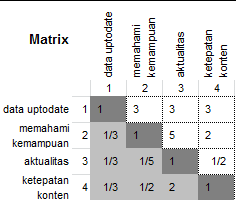 Matrix
data uptodate
memahami
kemampuan
aktualitas
ketepatan
konten
1 2 3 4
data uptodate 1 1 3 3 3
memahami
kemampuan 2 1/3 1 5 2
aktualitas 3 1/3 1/5 1 1/2
ketepatan
konten 4 1/3 1/2 2 1